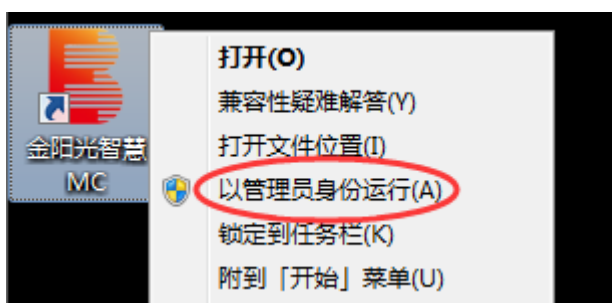 金阳光智慧
MC
打开(O)
兼容性疑难解答(Y)
打开文件位置(I)
以管理员身份运行(A)
锁定到任务栏(K)
附到「开始」菜单(U)